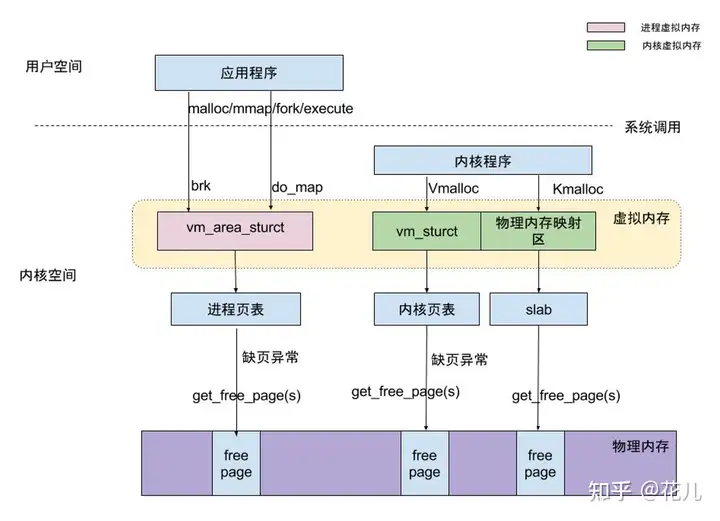 进程虚拟内存
内核虚拟内存
用户空间
应用程序
malloc/mmap/fork/execute
系统调用
内核程序
brk
do_map
Vmalloc
Kmalloc
虚拟内存
vm_area_sturct
vm_sturct
物理内存映射
区
内核空间
进程页表
内核页表
slab
缺页异常
缺页异常
get_free_page(s)
get_free_page(s)
get_free_page(s)
物理内存
free
page
free
page
free
page
知乎 @花儿